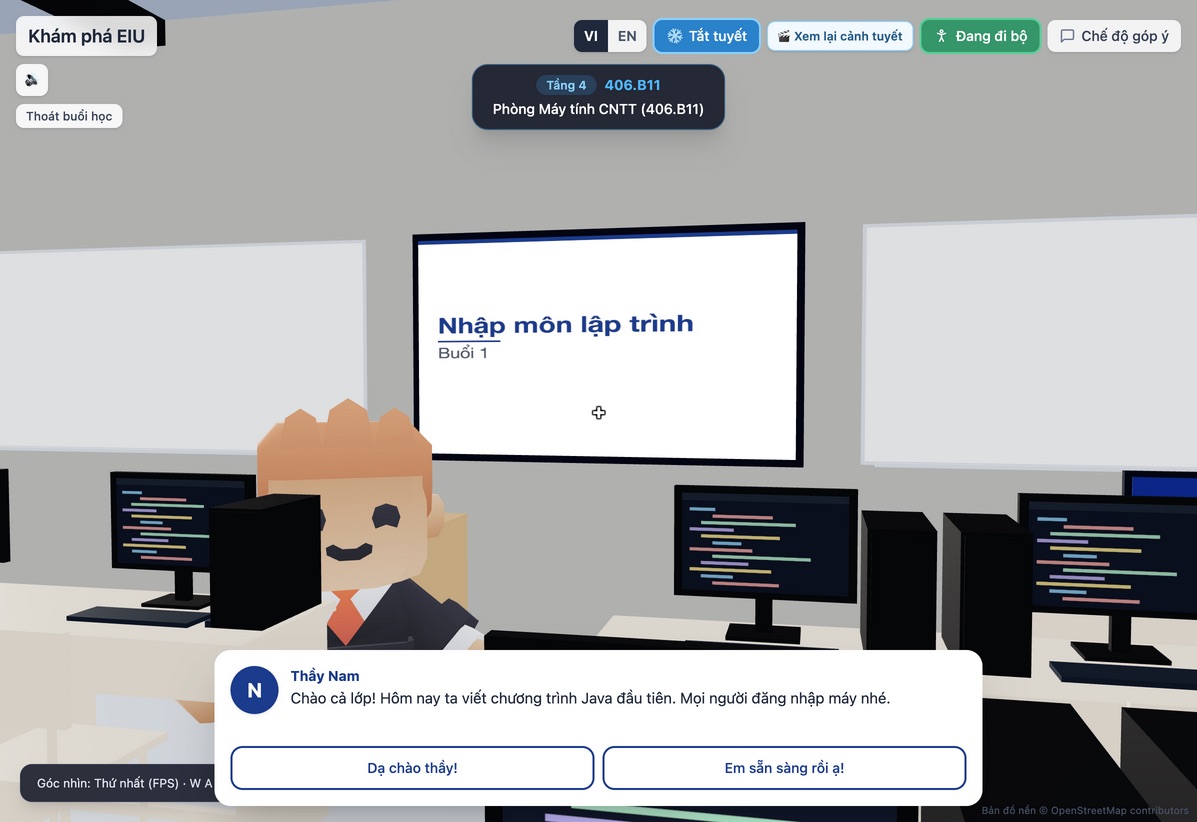 Khám phá EIU
VI
EN
Tắt tuyết
Xem lại cảnh tuyết
Đang đi bộ
Chế độ góp ý
Thoát buổi học
Tầng 4
406.B11
Phòng Máy tính CNTT (406.B11)
Nhập môn lập trình
Buổi 1
N
Thầy Nam
Chào cả lớp! Hôm nay ta viết chương trình Java đầu tiên. Mọi người đăng nhập máy nhé.
Dạ chào thầy!
Em sẵn sàng rồi ạ!
Góc nhìn: Thứ nhất (FPS) · W A
Bản đồ nền © OpenStreetMap contributors